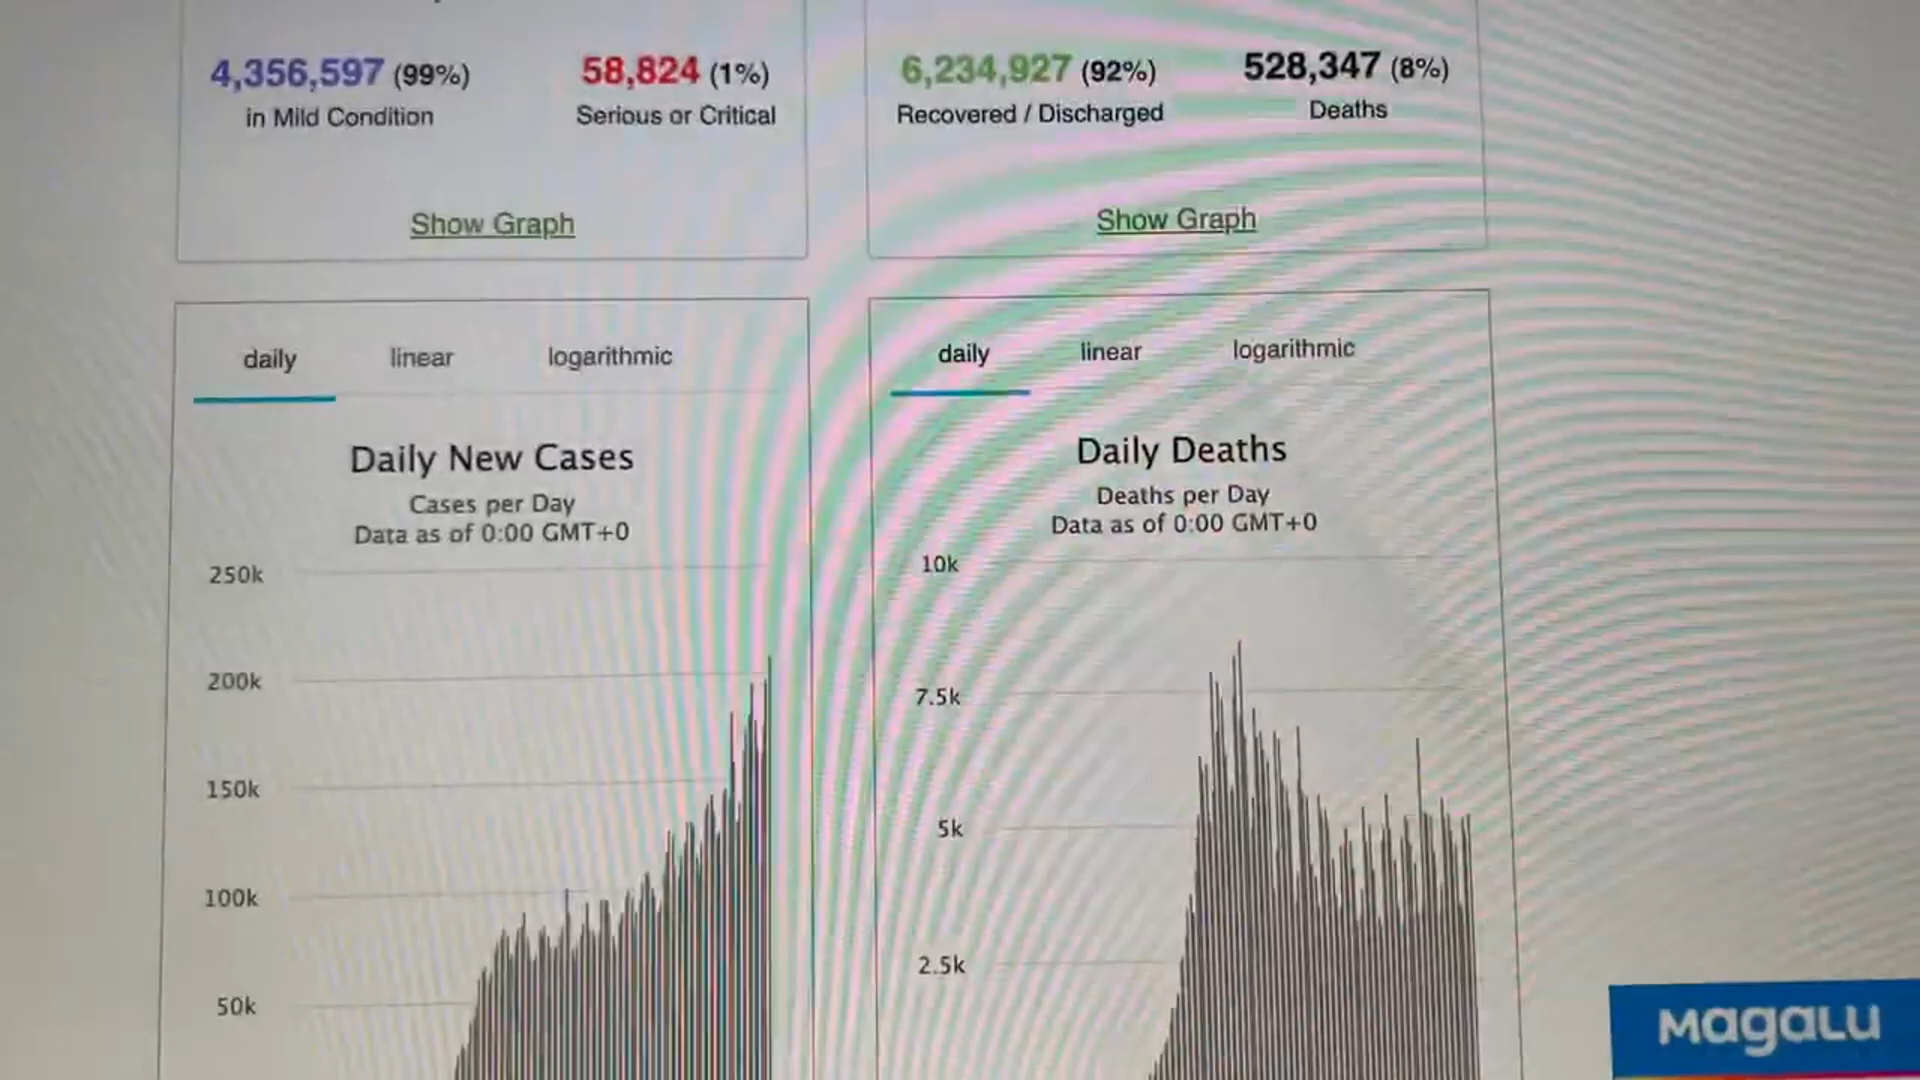 4,356,597 (99%)
in Mild Condition
58,824 (1%)
Serious or Critical
Show Graph
6,234,927 (92%)
Recovered / Discharged
528,347 (8%)
Deaths
Show Graph
daily linear logarithmic
Daily New Cases
Cases per Day
Data as of 0:00 GMT+0
250k
200k
150k
100k
50k
daily linear logarithmic
Daily Deaths
Deaths per Day
Data as of 0:00 GMT+0
10k
7.5k
5k
2.5k
Magalu